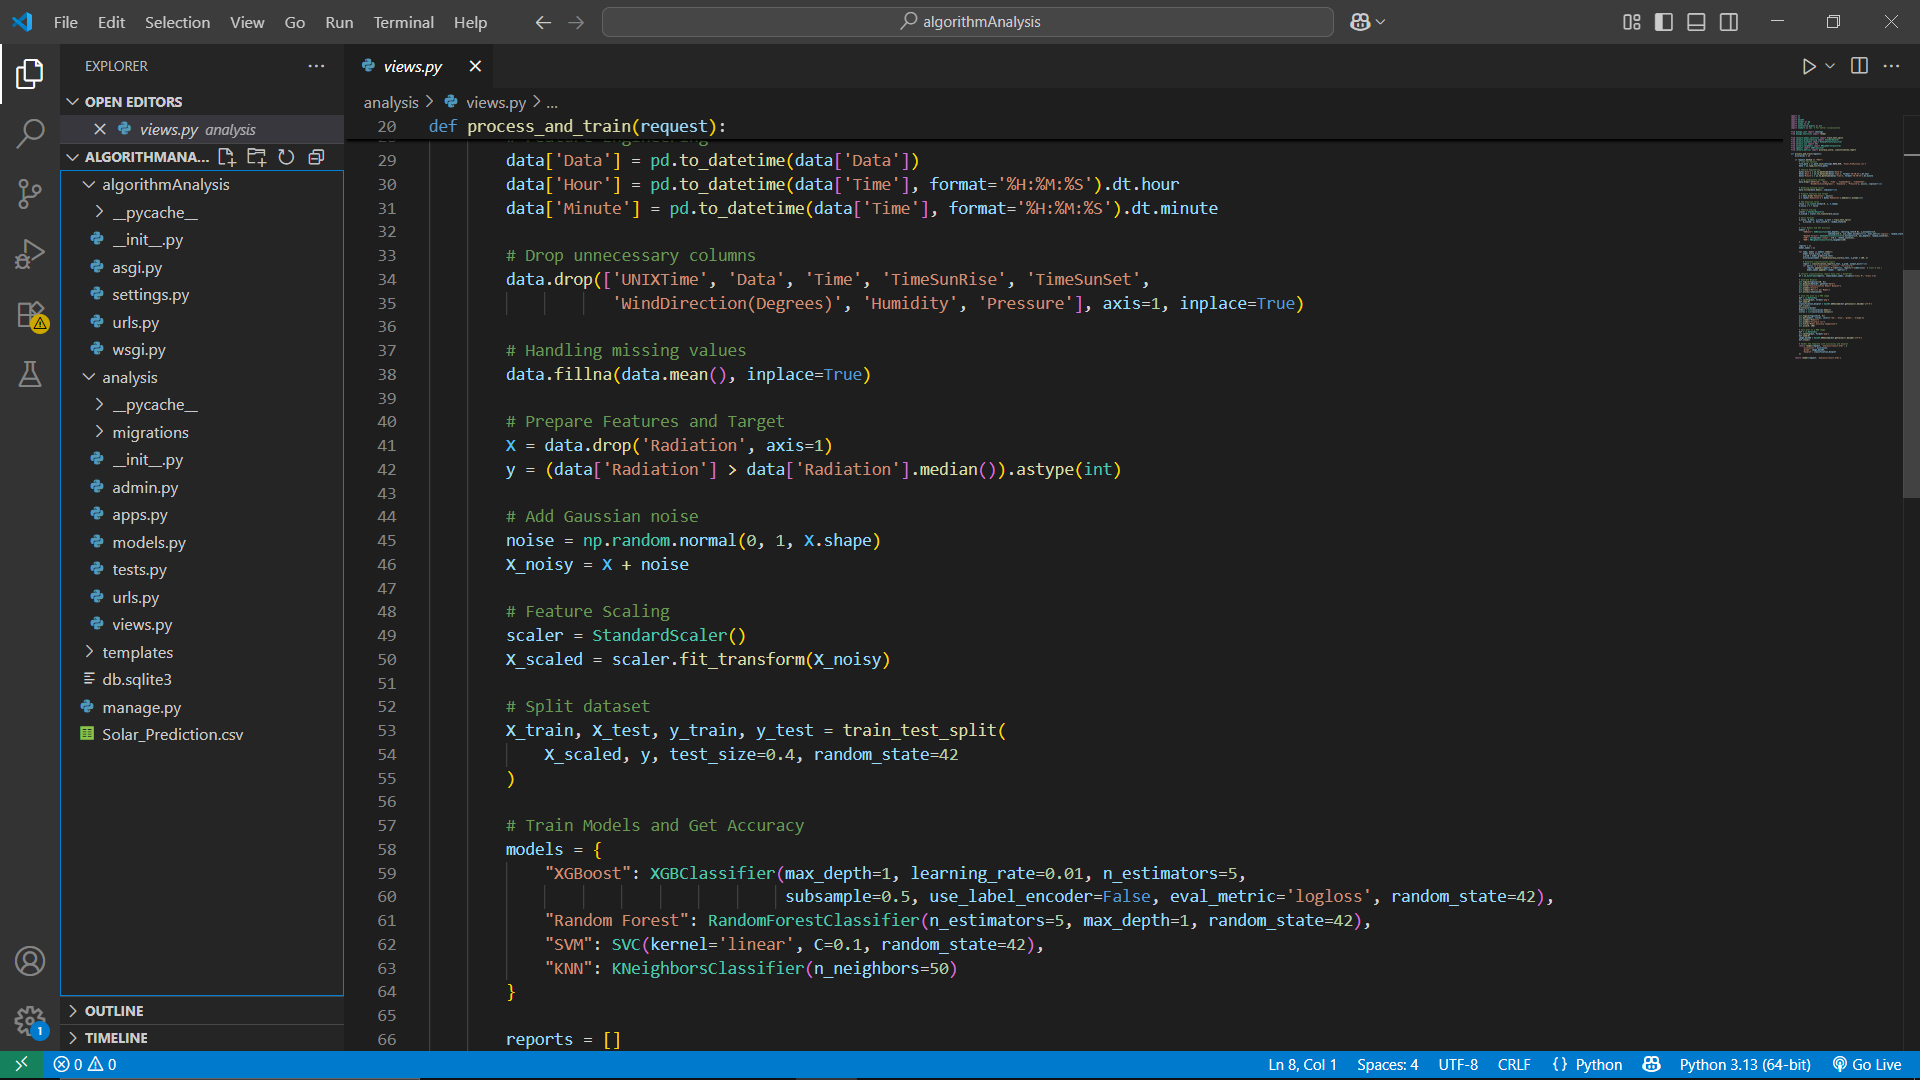 File Edit Selection View Go Run Terminal Help
algorithmAnalysis
EXPLORER
OPEN EDITORS
views.py analysis
ALGORITHMANA...
algorithmAnalysis
__pycache__
__init__.py
asgi.py
settings.py
urls.py
wsgi.py
analysis
__pycache__
migrations
__init__.py
admin.py
apps.py
models.py
tests.py
urls.py
views.py
templates
db.sqlite3
manage.py
Solar_Prediction.csv
OUTLINE
TIMELINE
1
views.py
analysis > views.py > ...
20 def process_and_train(request):
29 data['Data'] = pd.to_datetime(data['Data'])
30 data['Hour'] = pd.to_datetime(data['Time'], format='%H:%M:%S').dt.hour
31 data['Minute'] = pd.to_datetime(data['Time'], format='%H:%M:%S').dt.minute
32
33 # Drop unnecessary columns
34 data.drop(['UNIXTime', 'Data', 'Time', 'TimeSunRise', 'TimeSunSet',
35 'WindDirection(Degrees)', 'Humidity', 'Pressure'], axis=1, inplace=True)
36
37 # Handling missing values
38 data.fillna(data.mean(), inplace=True)
39
40 # Prepare Features and Target
41 X = data.drop('Radiation', axis=1)
42 y = (data['Radiation'] > data['Radiation'].median()).astype(int)
43
44 # Add Gaussian noise
45 noise = np.random.normal(0, 1, X.shape)
46 X_noisy = X + noise
47
48 # Feature Scaling
49 scaler = StandardScaler()
50 X_scaled = scaler.fit_transform(X_noisy)
51
52 # Split dataset
53 X_train, X_test, y_train, y_test = train_test_split(
54 X_scaled, y, test_size=0.4, random_state=42
55 )
56
57 # Train Models and Get Accuracy
58 models = {
59 "XGBoost": XGBClassifier(max_depth=1, learning_rate=0.01, n_estimators=5,
60 subsample=0.5, use_label_encoder=False, eval_metric='logloss', random_state=42),
61 "Random Forest": RandomForestClassifier(n_estimators=5, max_depth=1, random_state=42),
62 "SVM": SVC(kernel='linear', C=0.1, random_state=42),
63 "KNN": KNeighborsClassifier(n_neighbors=50)
64 }
65
66 reports = []
0 0 Ln 8, Col 1 Spaces: 4 UTF-8 CRLF {} Python Python 3.13 (64-bit) Go Live